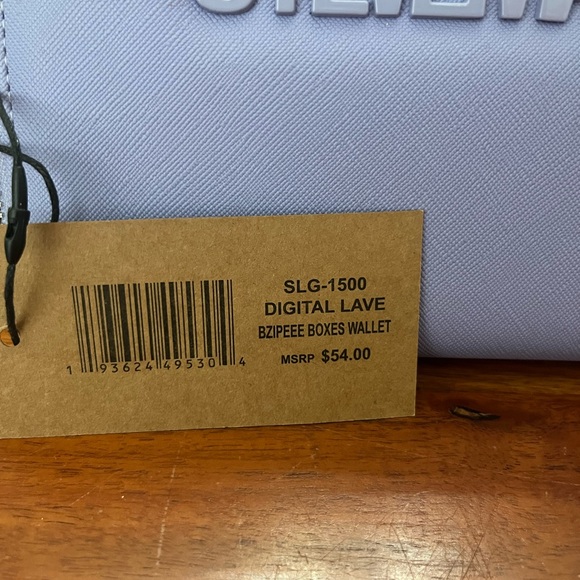 SLG-1500
DIGITAL LAVE
BZIPEEE BOXES WALLET
MSRP $54.00
1 93624 49530 4